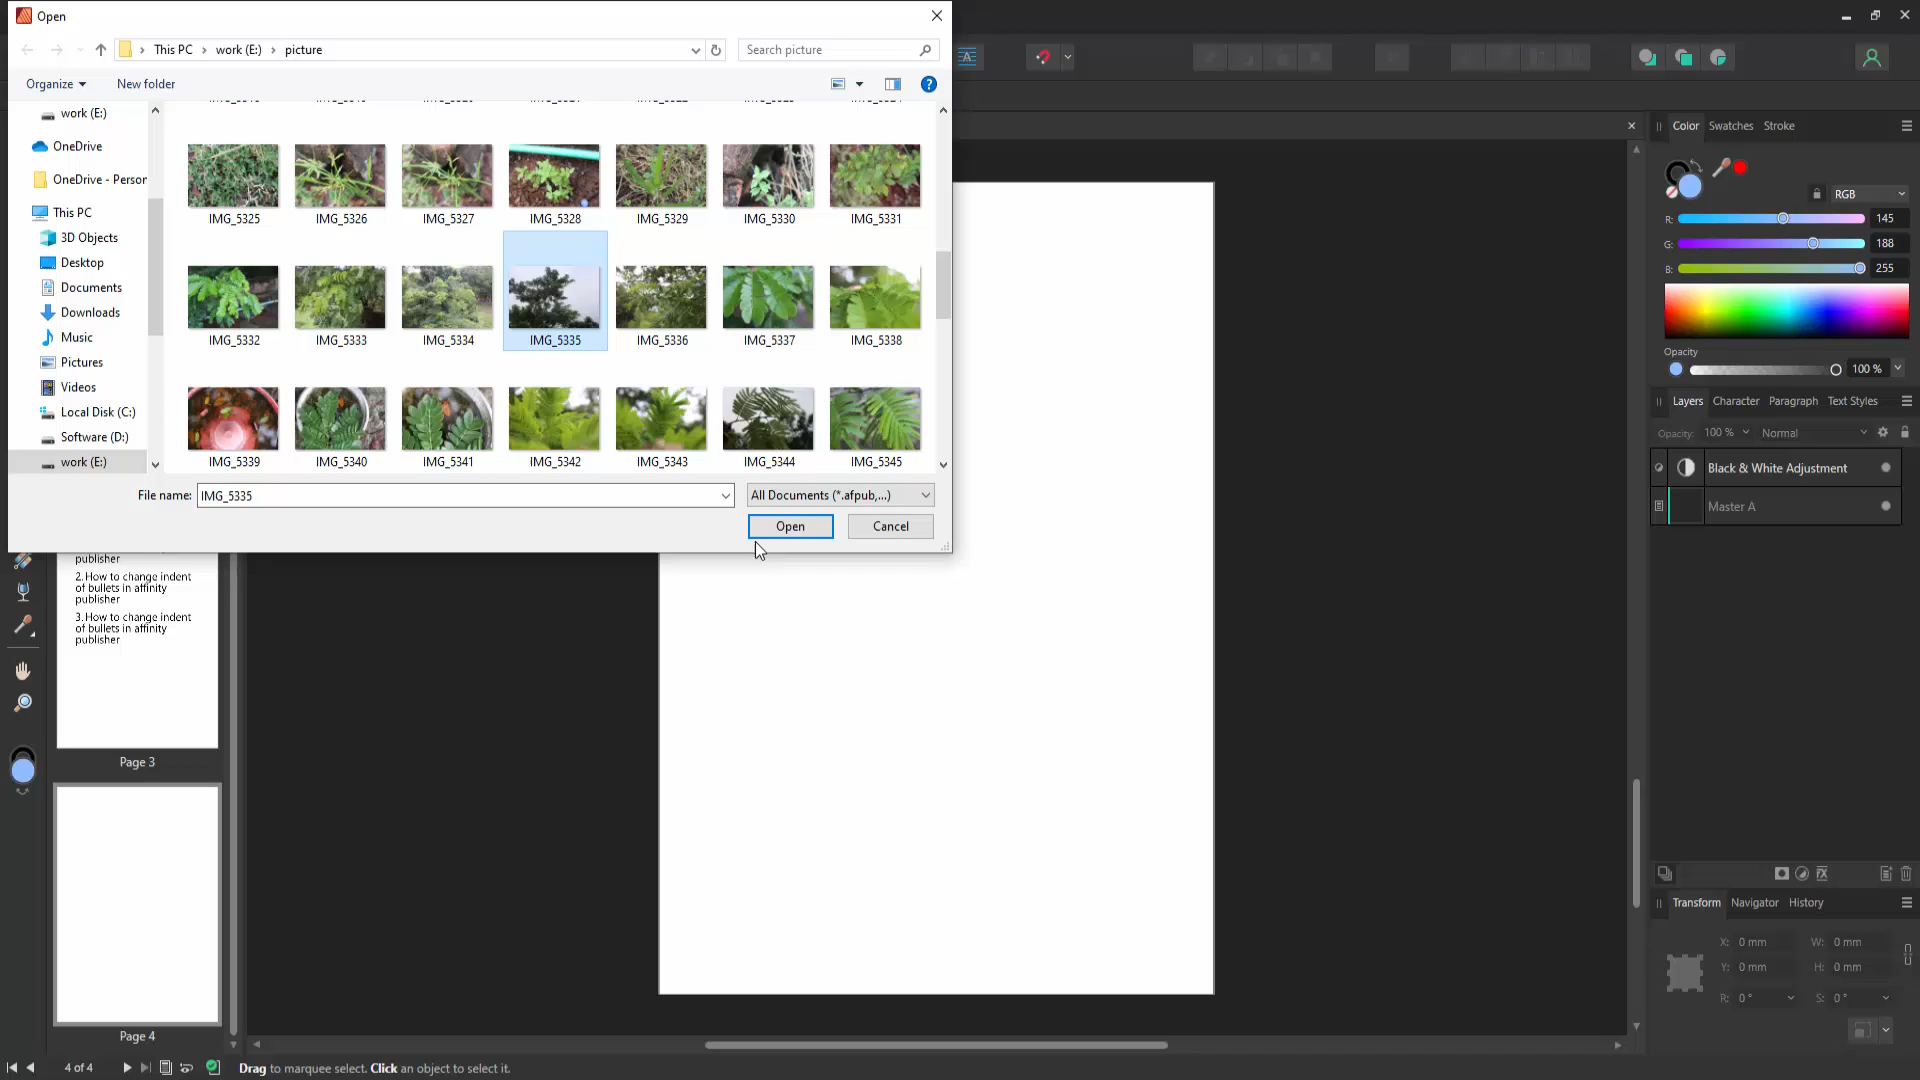 Open
This PC
work (E:)
picture
Search picture
Organize
New folder
work (E:)
OneDrive
OneDrive - Person
This PC
3D Objects
Desktop
Documents
Downloads
Music
Pictures
Videos
Local Disk (C:)
Software (D:)
work (E:)
IMG_5325
IMG_5326
IMG_5327
IMG_5328
IMG_5329
IMG_5330
IMG_5331
IMG_5332
IMG_5333
IMG_5334
IMG_5335
IMG_5336
IMG_5337
IMG_5338
IMG_5339
IMG_5340
IMG_5341
IMG_5342
IMG_5343
IMG_5344
IMG_5345
File name:
IMG_5335
All Documents (*.afpub,...)
Open
Cancel
publisher
2. How to change indent
of bullets in affinity
publisher
3. How to change indent
of bullets in affinity
publisher
Page 3
Page 4
4 of 4
Drag to marquee select. Click an object to select it.
Color
Swatches
Stroke
RGB
R:
145
G:
188
B:
255
Opacity
100 %
Layers
Character
Paragraph
Text Styles
Opacity:
100 %
Normal
Black & White Adjustment
Master A
Transform
Navigator
History
X: 0 mm
W: 0 mm
Y: 0 mm
H: 0 mm
R: 0 °
S: 0 °